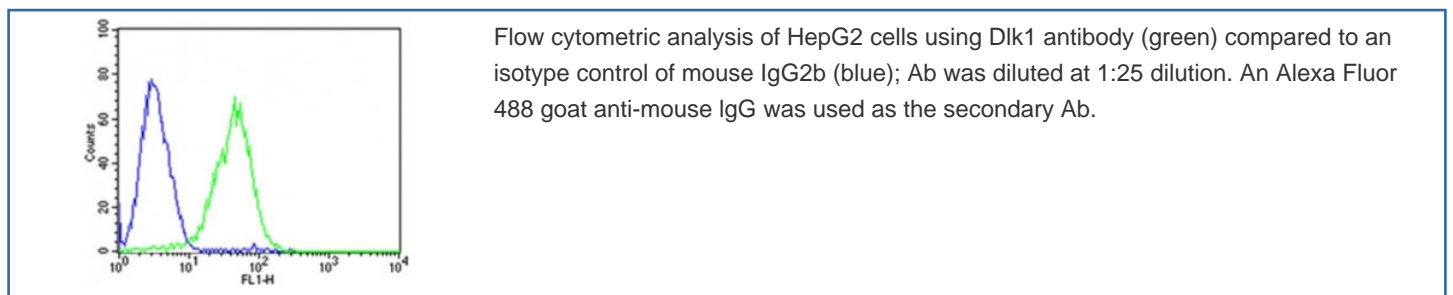 Flow cytometric analysis of HepG2 cells using Dlk1 antibody (green) compared to an
isotype control of mouse IgG2b (blue); Ab was diluted at 1:25 dilution. An Alexa Fluor
488 goat anti-mouse lgG was used as the secondary Ab.
100
80
60
40
20
0
Counts
10^0 10^1 10^2 10^3 10^4
FL1-H